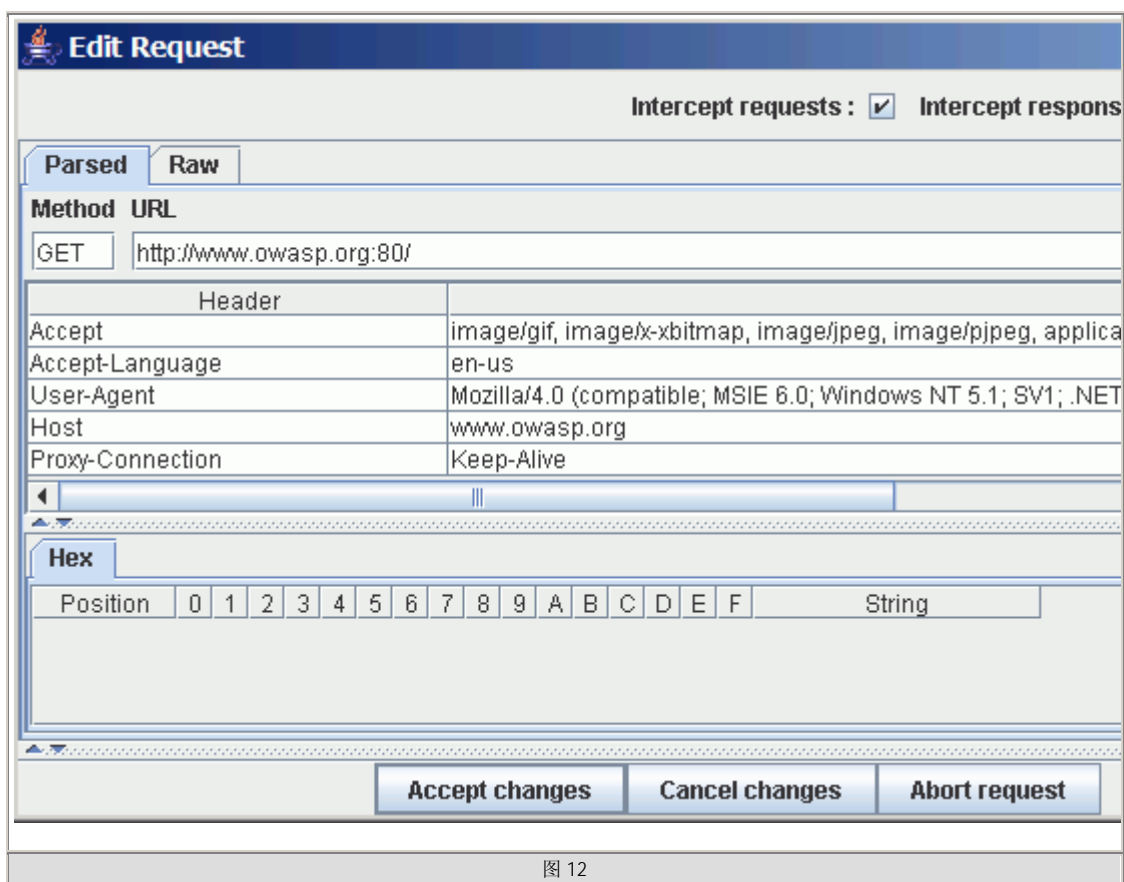 Edit Request
Intercept requests : Intercept respons
Parsed Raw
Method URL
GET http://www.owasp.org:80/
Header
Accept image/gif, image/x-xbitmap, image/jpeg, image/pjpeg, applica
Accept-Language en-us
User-Agent Mozilla/4.0 (compatible; MSIE 6.0; Windows NT 5.1; SV1; .NET
Host www.owasp.org
Proxy-Connection Keep-Alive
Hex
Position 0 1 2 3 4 5 6 7 8 9 A B C D E F String
Accept changes Cancel changes Abort request
图 12